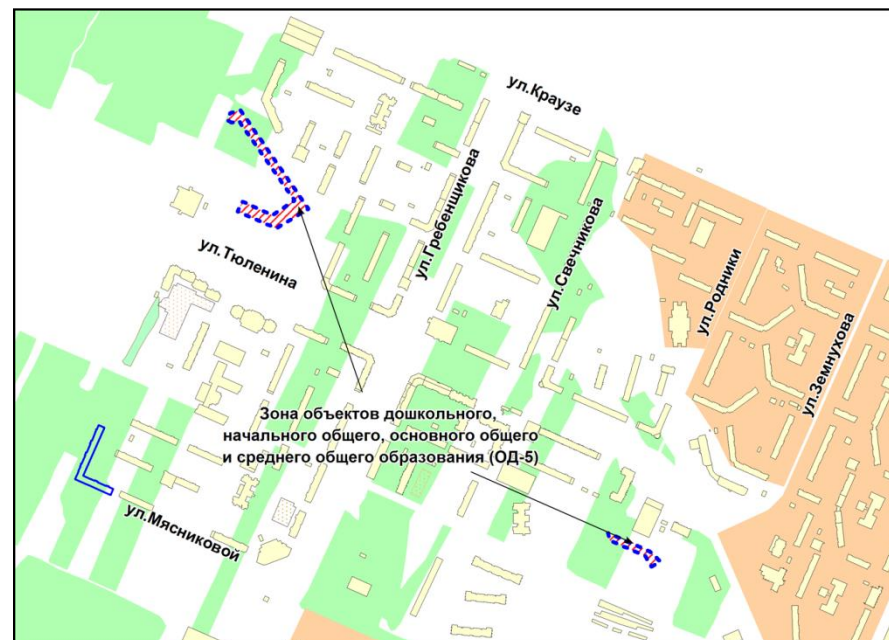 ул.Краузе
ул.Гребенщикова
ул.Свечникова
ул.Тюленина
ул.Родники
ул.Земнухова
Зона объектов дошкольного,
начального общего, основного общего
и среднего общего образования (ОД-5)
ул.Мясниковой